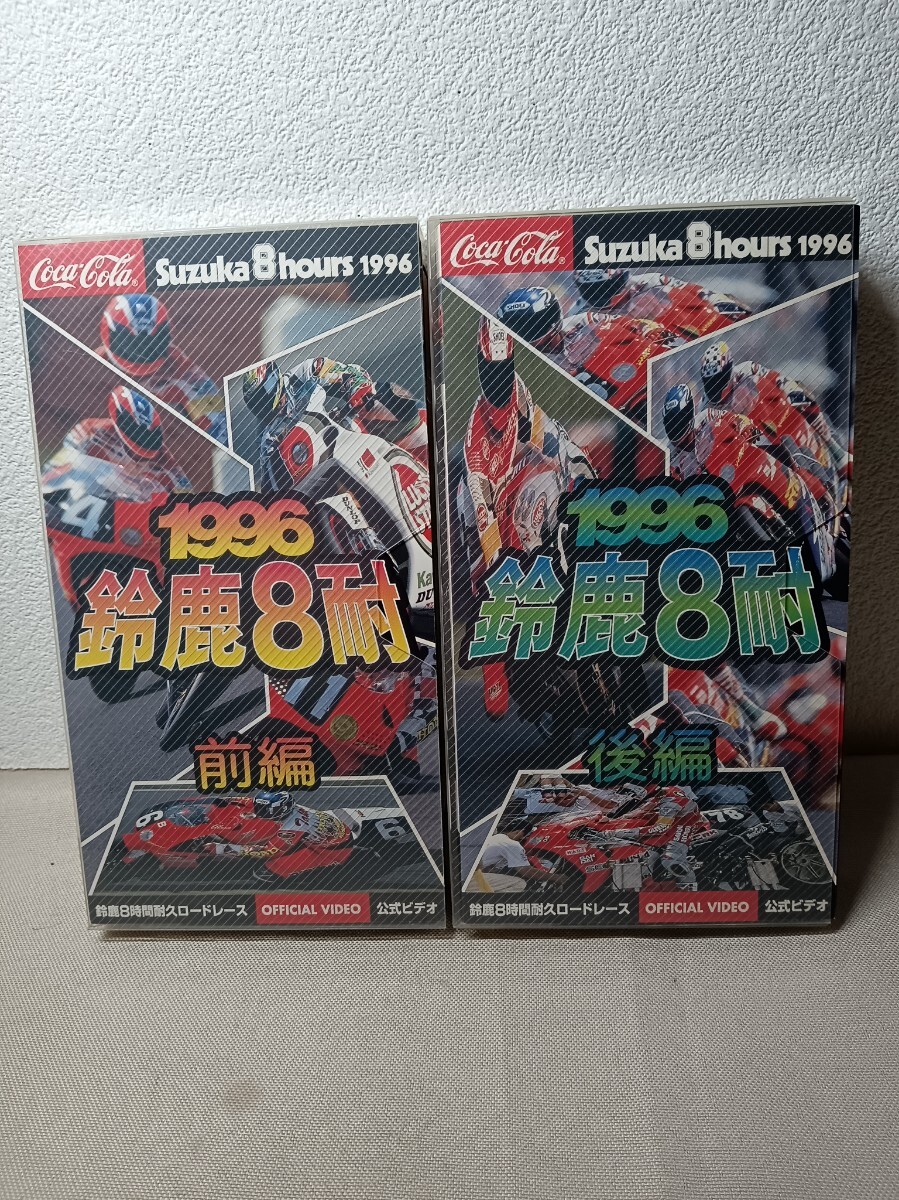 Coca-Cola®
Suzuka 8 hours 1996
1996
鈴鹿8耐
前編
鈴鹿8時間耐久ロードレース
OFFICIAL VIDEO
公式ビデオ
Coca-Cola®
Suzuka 8 hours 1996
SHOEI
1996
鈴鹿8耐
後編
78
鈴鹿8時間耐久ロードレース
OFFICIAL VIDEO
公式ビデオ